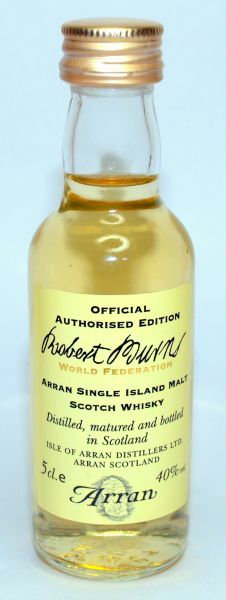 OFFICIAL
AUTHORISED EDITION
Robert Burns
WORLD FEDERATION
ARRAN SINGLE ISLAND MALT
SCOTCH WHISKY
Distilled, matured and bottled
in Scotland
ISLE OF ARRAN DISTILLERS LTD.
ARRAN SCOTLAND
5cl.e 40%vol
Arran